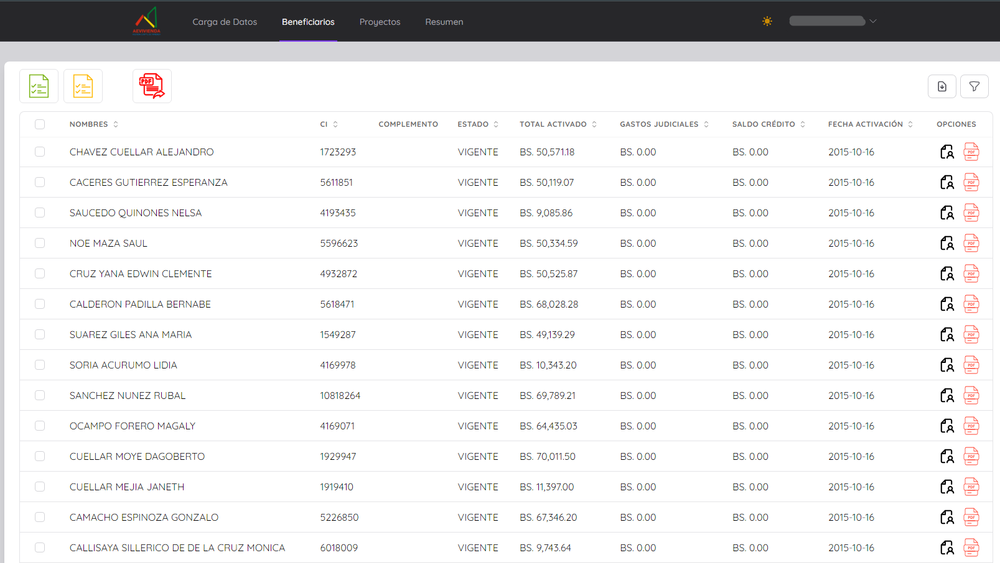 AEVIVIENDA
Carga de Datos Beneficiarios Proyectos Resumen
PDF
NOMBRES CI COMPLEMENTO ESTADO TOTAL ACTIVADO GASTOS JUDICIALES SALDO CRÉDITO FECHA ACTIVACIÓN OPCIONES
CHAVEZ CUELLAR ALEJANDRO 1723293 VIGENTE BS. 50,571.18 BS. 0.00 BS. 0.00 2015-10-16 PDF
CACERES GUTIERREZ ESPERANZA 5611851 VIGENTE BS. 50,119.07 BS. 0.00 BS. 0.00 2015-10-16 PDF
SAUCEDO QUINONES NELSA 4193435 VIGENTE BS. 9,085.86 BS. 0.00 BS. 0.00 2015-10-16 PDF
NOE MAZA SAUL 5596623 VIGENTE BS. 50,334.59 BS. 0.00 BS. 0.00 2015-10-16 PDF
CRUZ YANA EDWIN CLEMENTE 4932872 VIGENTE BS. 50,525.87 BS. 0.00 BS. 0.00 2015-10-16 PDF
CALDERON PADILLA BERNABE 5618471 VIGENTE BS. 68,028.28 BS. 0.00 BS. 0.00 2015-10-16 PDF
SUAREZ GILES ANA MARIA 1549287 VIGENTE BS. 49,139.29 BS. 0.00 BS. 0.00 2015-10-16 PDF
SORIA ACURUMO LIDIA 4169978 VIGENTE BS. 10,343.20 BS. 0.00 BS. 0.00 2015-10-16 PDF
SANCHEZ NUNEZ RUBAL 10818264 VIGENTE BS. 69,789.21 BS. 0.00 BS. 0.00 2015-10-16 PDF
OCAMPO FORERO MAGALY 4169071 VIGENTE BS. 64,435.03 BS. 0.00 BS. 0.00 2015-10-16 PDF
CUELLAR MOYE DAGOBERTO 1929947 VIGENTE BS. 70,011.50 BS. 0.00 BS. 0.00 2015-10-16 PDF
CUELLAR MEJIA JANETH 1919410 VIGENTE BS. 11,397.00 BS. 0.00 BS. 0.00 2015-10-16 PDF
CAMACHO ESPINOZA GONZALO 5226850 VIGENTE BS. 67,346.20 BS. 0.00 BS. 0.00 2015-10-16 PDF
CALLISAYA SILLERICO DE DE LA CRUZ MONICA 6018009 VIGENTE BS. 9,743.64 BS. 0.00 BS. 0.00 2015-10-16 PDF